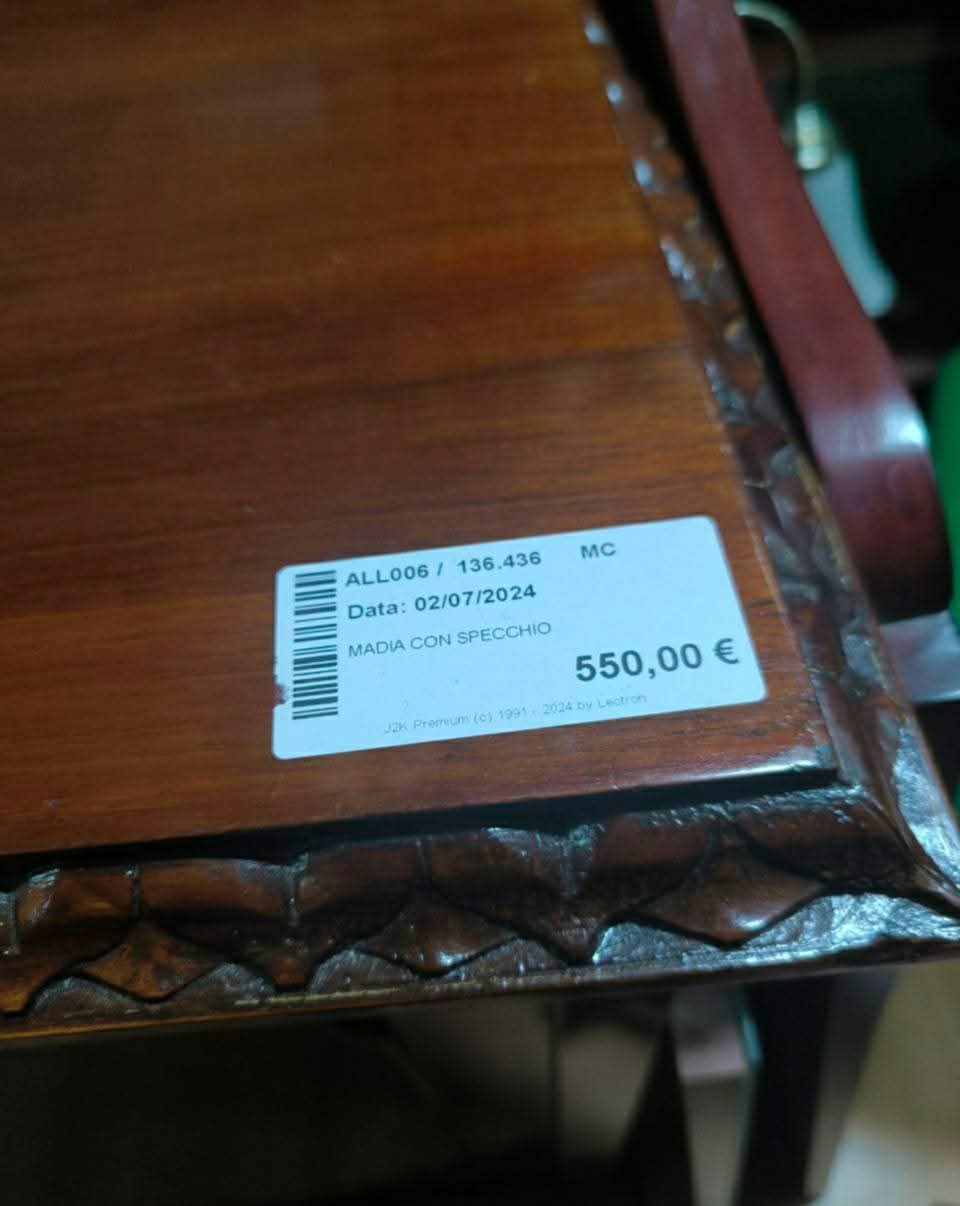 ALL006 / 136.436 MC
Data: 02/07/2024
MADIA CON SPECCHIO
550,00 €
J2K Premium (c) 1991 - 2024 by Lectron